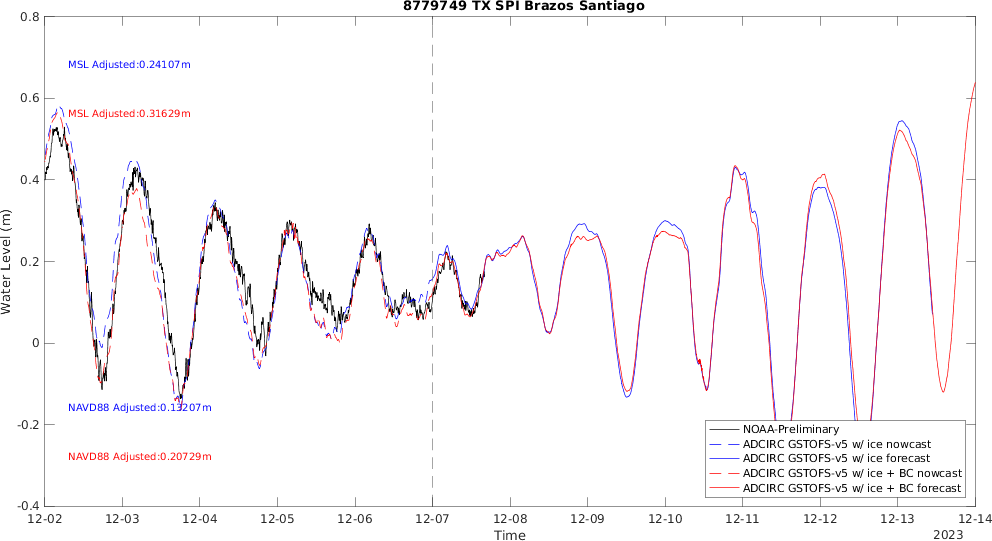 8779749 TX SPI Brazos Santiago
0.8
MSL Adjusted:0.24107m
0.6
MSL Adjusted:0.31629m
0.4
0.2
Water Level (m)
0
NAVD88 Adjusted:0.13207m
-0.2
NAVD88 Adjusted:0.20729m
-0.4
NOAA-Preliminary
ADCIRC GSTOFS-v5 w/ ice nowcast
ADCIRC GSTOFS-v5 w/ ice forecast
ADCIRC GSTOFS-v5 w/ ice + BC nowcast
ADCIRC GSTOFS-v5 w/ ice + BC forecast
12-02 12-03 12-04 12-05 12-06 12-07 12-08 12-09 12-10 12-11 12-12 12-13 12-14
Time
2023